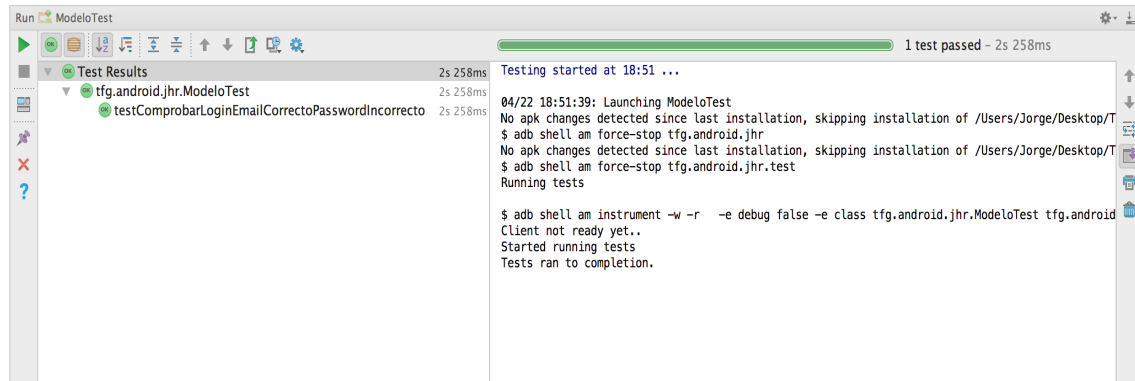 Run ModeloTest
1 test passed – 2s 258ms
Test Results 2s 258ms
tfg.android.jhr.ModeloTest 2s 258ms
testComprobarLoginEmailCorrectoPasswordIncorrecto 2s 258ms
Testing started at 18:51 ...
04/22 18:51:39: Launching ModeloTest
No apk changes detected since last installation, skipping installation of /Users/Jorge/Desktop/T
$ adb shell am force-stop tfg.android.jhr
No apk changes detected since last installation, skipping installation of /Users/Jorge/Desktop/T
$ adb shell am force-stop tfg.android.jhr.test
Running tests
$ adb shell am instrument -w -r   -e debug false -e class tfg.android.jhr.ModeloTest tfg.android
Client not ready yet..
Started running tests
Tests ran to completion.